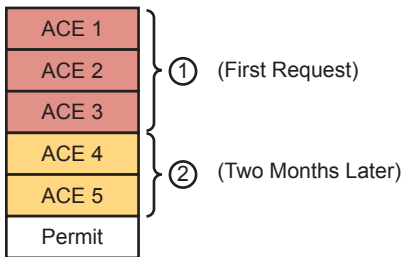 ACE 1
ACE 2
ACE 3
① (First Request)
ACE 4
ACE 5
② (Two Months Later)
Permit